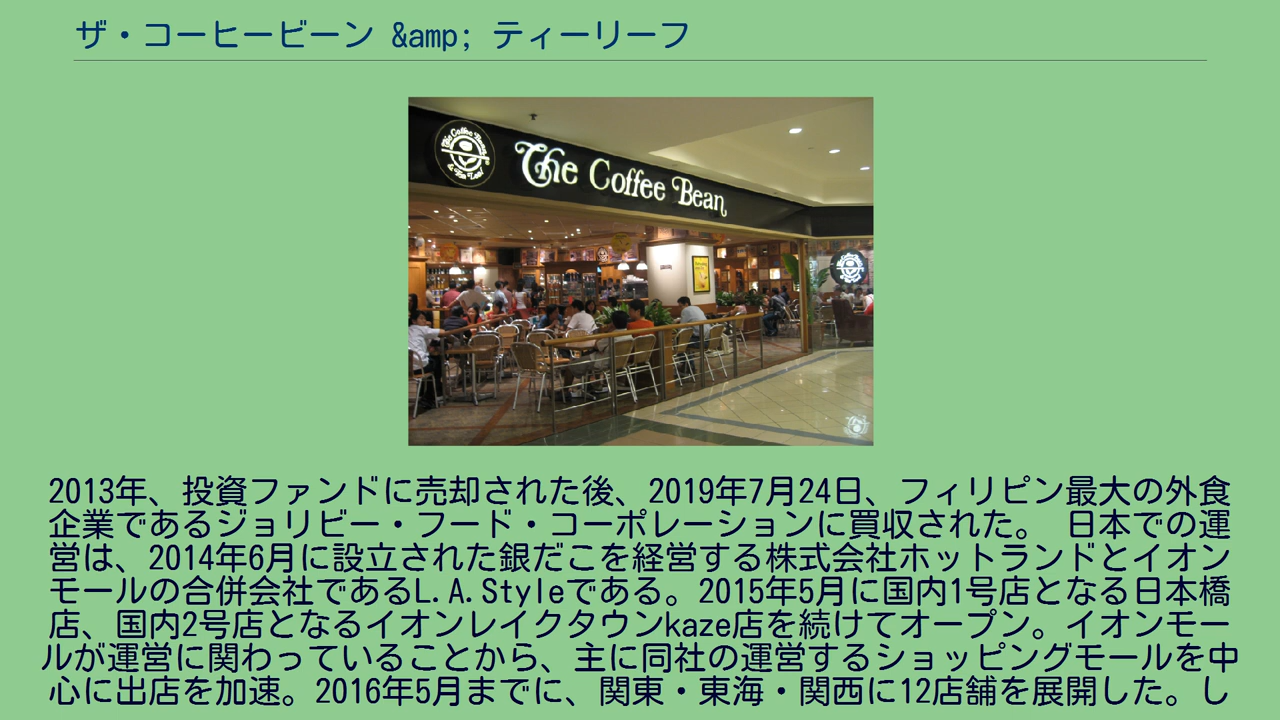 ザ・コーヒービーン &amp; ティーリーフ
The Coffee Bean
2013年、投資ファンドに売却された後、2019年7月24日、フィリピン最大の外食
企業であるジョリビー・フード・コーポレーションに買収された。 日本での運
営は、2014年6月に設立された銀だこを経営する株式会社ホットランドとイオン
モールの合併会社であるL.A.Styleである。2015年5月に国内1号店となる日本橋
店、国内2号店となるイオンレイクタウンkaze店を続けてオープン。イオンモー
ルが運営に関わっていることから、主に同社の運営するショッピングモールを中
心に出店を加速。2016年5月までに、関東・東海・関西に12店舗を展開した。し